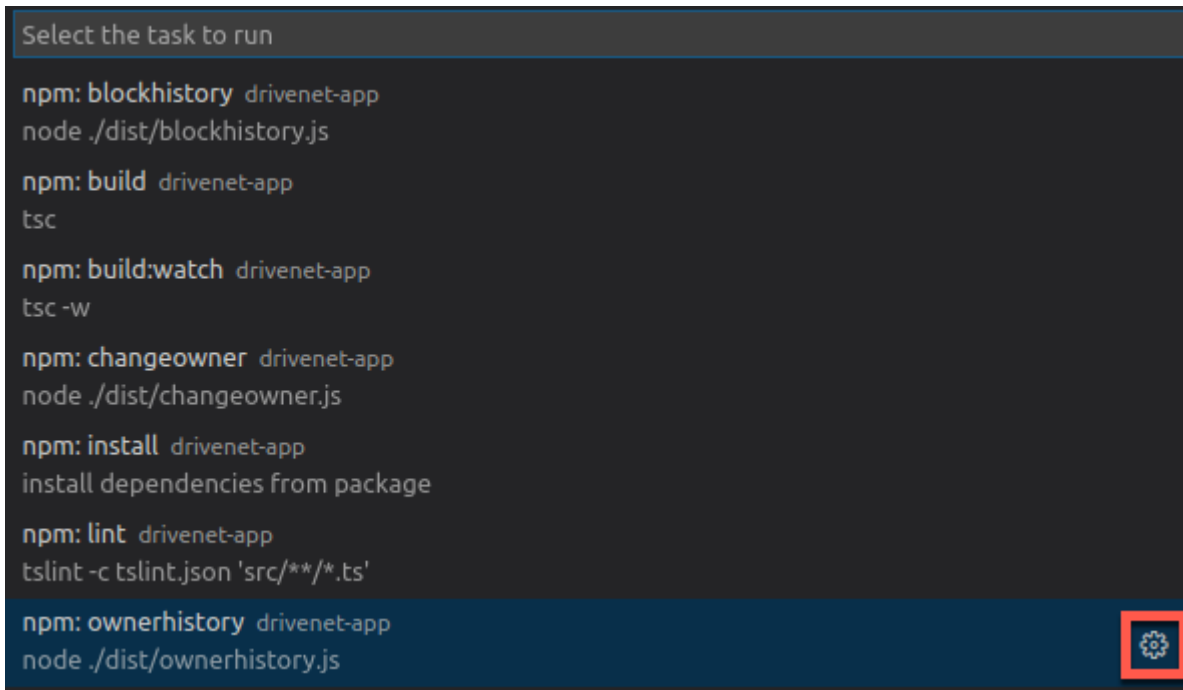 Select the task to run
npm: blockhistory drivenet-app
node ./dist/blockhistory.js
npm: build drivenet-app
tsc
npm: build:watch drivenet-app
tsc -w
npm: changeowner drivenet-app
node ./dist/changeowner.js
npm: install drivenet-app
install dependencies from package
npm: lint drivenet-app
tslint -c tslint.json 'src/**/*.ts'
npm: ownerhistory drivenet-app
node ./dist/ownerhistory.js